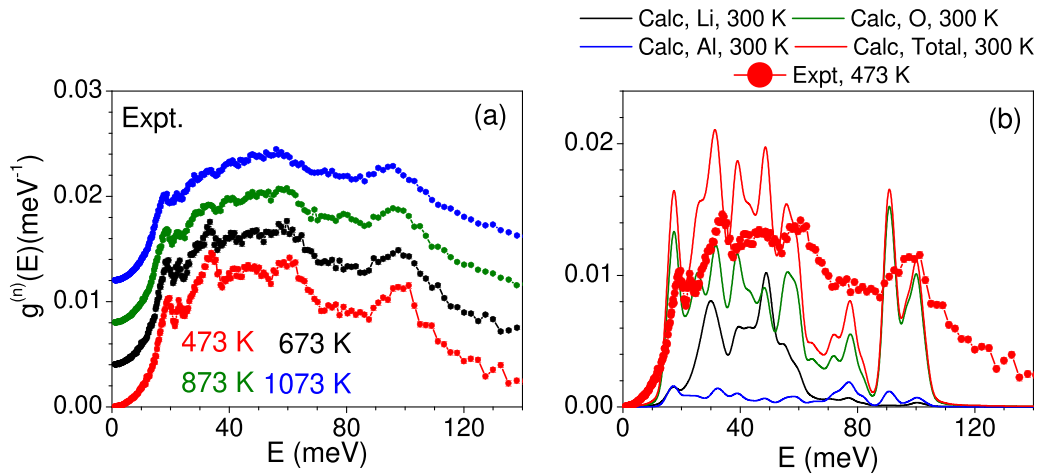 Calc, Li, 300 K
Calc, O, 300 K
Calc, Al, 300 K
Calc, Total, 300 K
Expt, 473 K
0.03
0.02
0.01
0.00
g(n)(E)(meV-1)
Expt.
(a)
473 K
673 K
873 K
1073 K
0
40
80
120
E (meV)
0.02
0.01
0.00
(b)
0
40
80
120
E (meV)